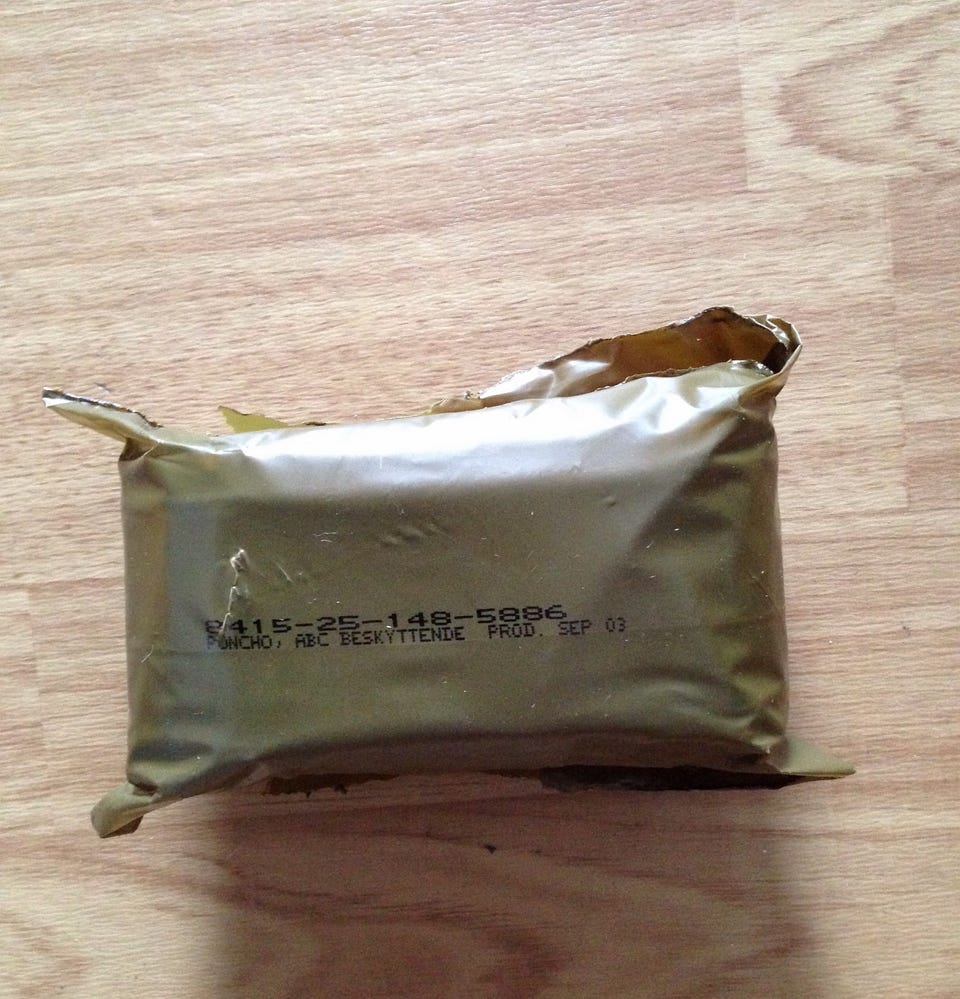 8415-25-148-5886
PONCHO, ABC BESKYTTENDE PROD. SEP 03